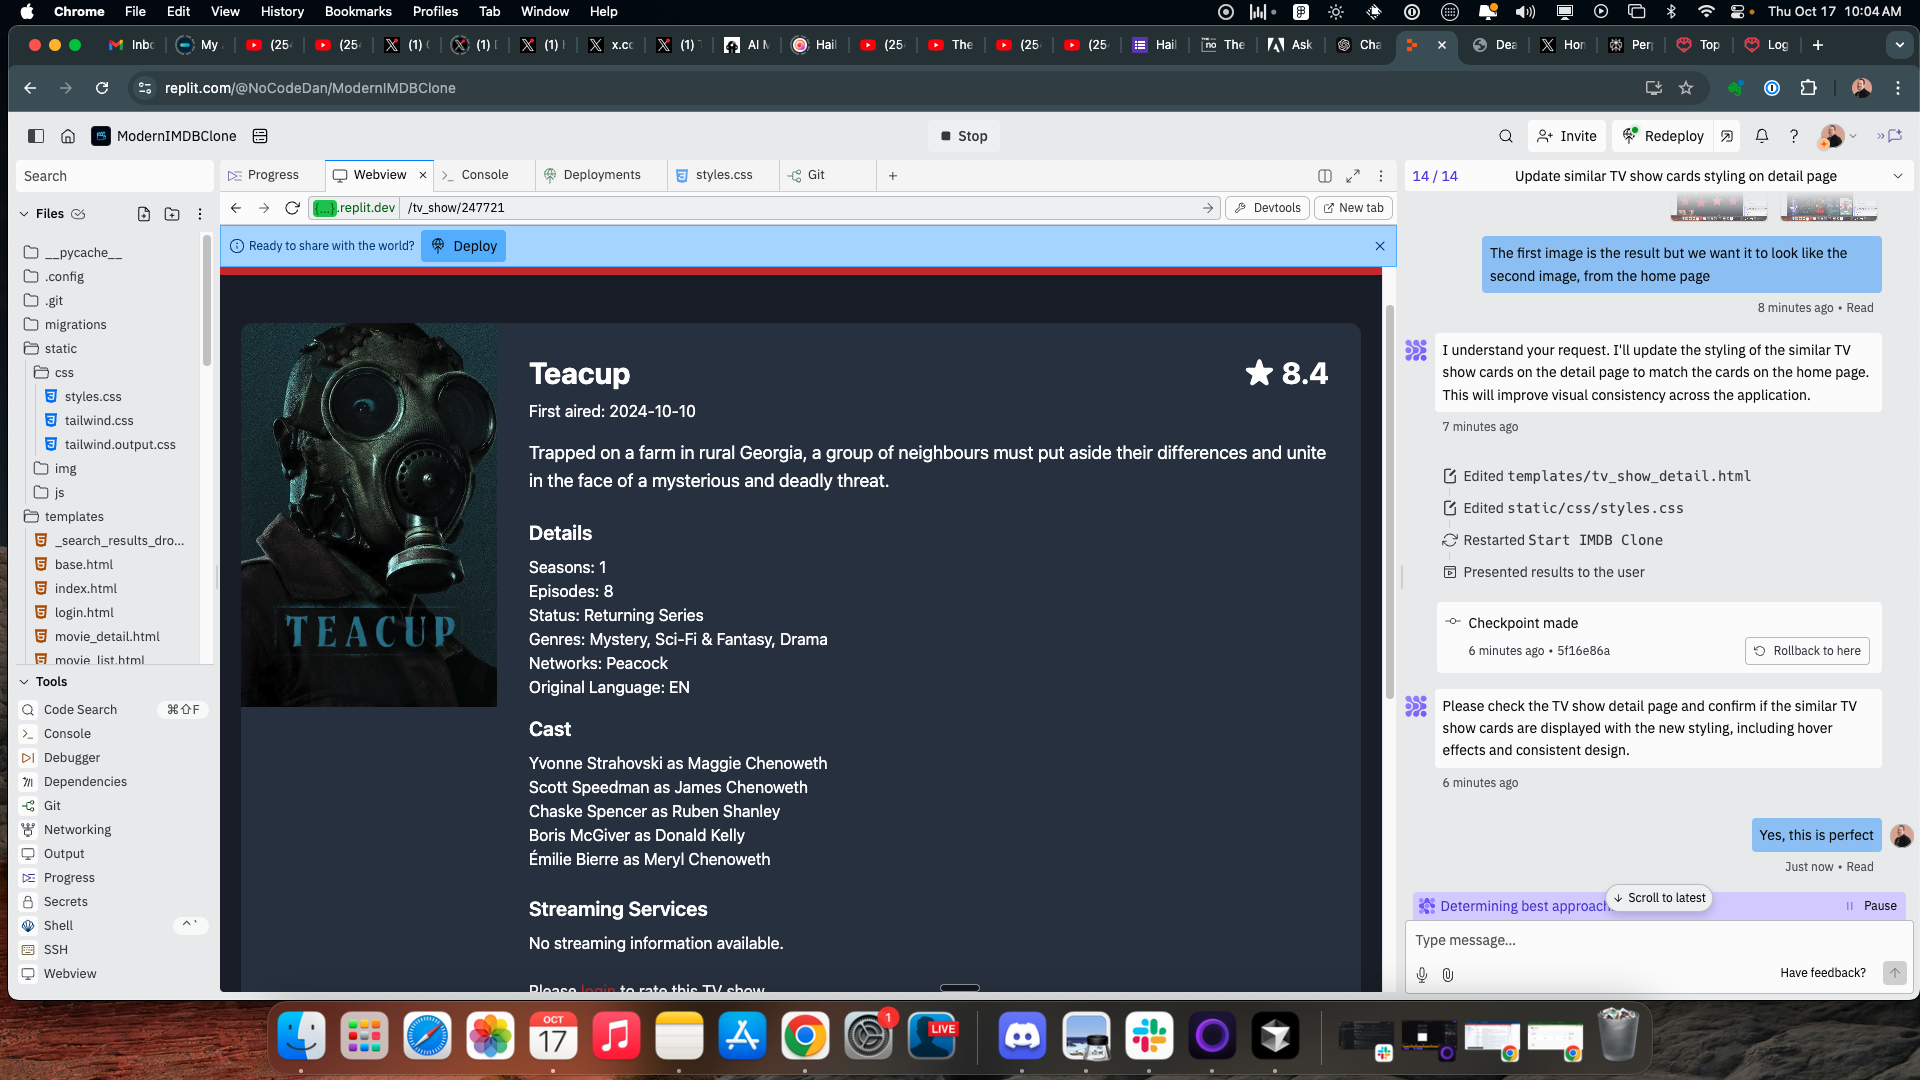 Chrome File Edit View History Bookmarks Profiles Tab Window Help Thu Oct 17 10:04 AM
Inbo My (25 (25 (1) (1) (1) x.co (1) AI M Hail (25 The (25 (25 Hail The Ask Cha Dea Hor Per Top Log
replit.com/@NoCodeDan/ModernIMDBClone
ModernIMDBClone Stop Invite Redeploy
Search
Progress Webview Console Deployments styles.css Git
{...}.replit.dev /tv_show/247721 Devtools New tab
Ready to share with the world? Deploy
Files
__pycache__
.config
.git
migrations
static
css
styles.css
tailwind.css
tailwind.output.css
img
js
templates
_search_results_dro...
base.html
index.html
login.html
movie_detail.html
movie_list.html
Tools
Code Search ⌘⇧F
Console
Debugger
Dependencies
Git
Networking
Output
Progress
Secrets
Shell ^ `
SSH
Webview
TEACUP
Teacup
8.4
First aired: 2024-10-10
Trapped on a farm in rural Georgia, a group of neighbours must put aside their differences and unite
in the face of a mysterious and deadly threat.
Details
Seasons: 1
Episodes: 8
Status: Returning Series
Genres: Mystery, Sci-Fi & Fantasy, Drama
Networks: Peacock
Original Language: EN
Cast
Yvonne Strahovski as Maggie Chenoweth
Scott Speedman as James Chenoweth
Chaske Spencer as Ruben Shanley
Boris McGiver as Donald Kelly
Émilie Bierre as Meryl Chenoweth
Streaming Services
No streaming information available.
Please login to rate this TV show
14 / 14 Update similar TV show cards styling on detail page
The first image is the result but we want it to look like the
second image, from the home page
8 minutes ago • Read
I understand your request. I'll update the styling of the similar TV
show cards on the detail page to match the cards on the home page.
This will improve visual consistency across the application.
7 minutes ago
Edited templates/tv_show_detail.html
Edited static/css/styles.css
Restarted Start IMDB Clone
Presented results to the user
Checkpoint made
6 minutes ago • 5f16e86a Rollback to here
Please check the TV show detail page and confirm if the similar TV
show cards are displayed with the new styling, including hover
effects and consistent design.
6 minutes ago
Yes, this is perfect
Just now • Read
Scroll to latest
Determining best approach Pause
Type message...
Have feedback?
OCT
17
1
LIVE